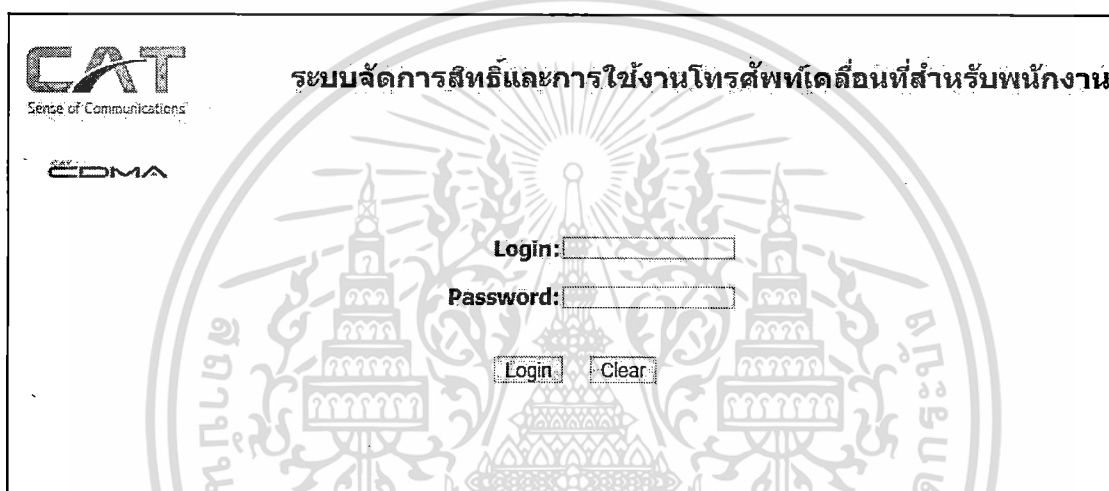 CAT
Sense of Communications
ระบบจัดการสิทธิ์และการใช้งานโทรศัพท์เคลื่อนที่สำหรับพนักงาน
CDMA
Login:
Password:
Login Clear